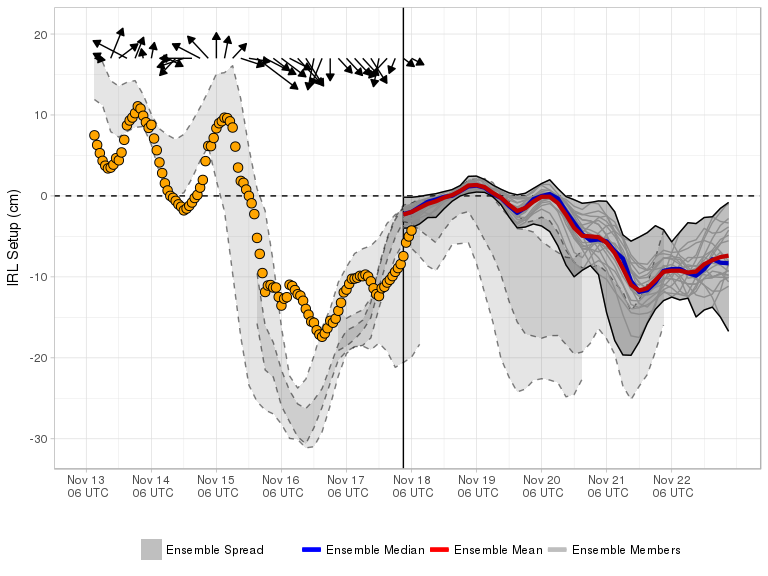 20
10
0
-10
-20
-30
IRL Setup (cm)
Nov 13 Nov 14 Nov 15 Nov 16 Nov 17 Nov 18 Nov 19 Nov 20 Nov 21 Nov 22
06 UTC 06 UTC 06 UTC 06 UTC 06 UTC 06 UTC 06 UTC 06 UTC 06 UTC 06 UTC
Ensemble Spread Ensemble Median Ensemble Mean Ensemble Members